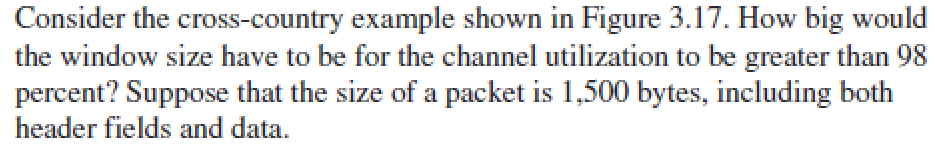 Consider the cross-country example shown in Figure 3.17. How big would
the window size have to be for the channel utilization to be greater than 98
percent? Suppose that the size of a packet is 1,500 bytes, including both
header fields and data.